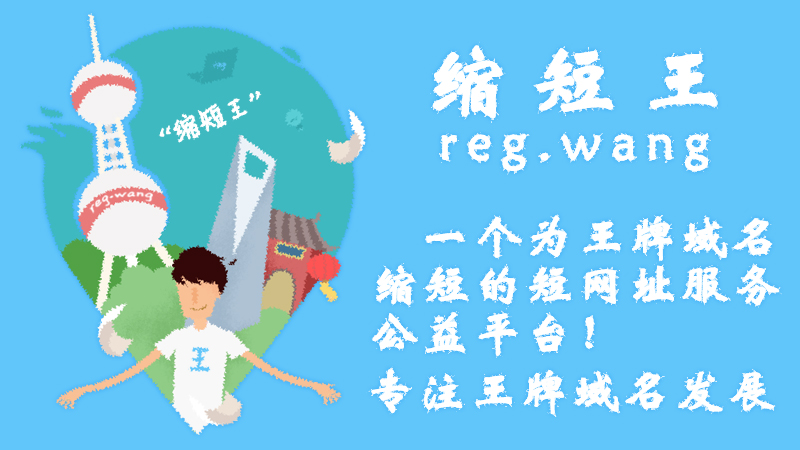 缩短王
reg.wang
一个为王牌域名
缩短的短网址服务
公益平台！
专注王牌域名发展
“缩短王”
reg
reg-wang
王